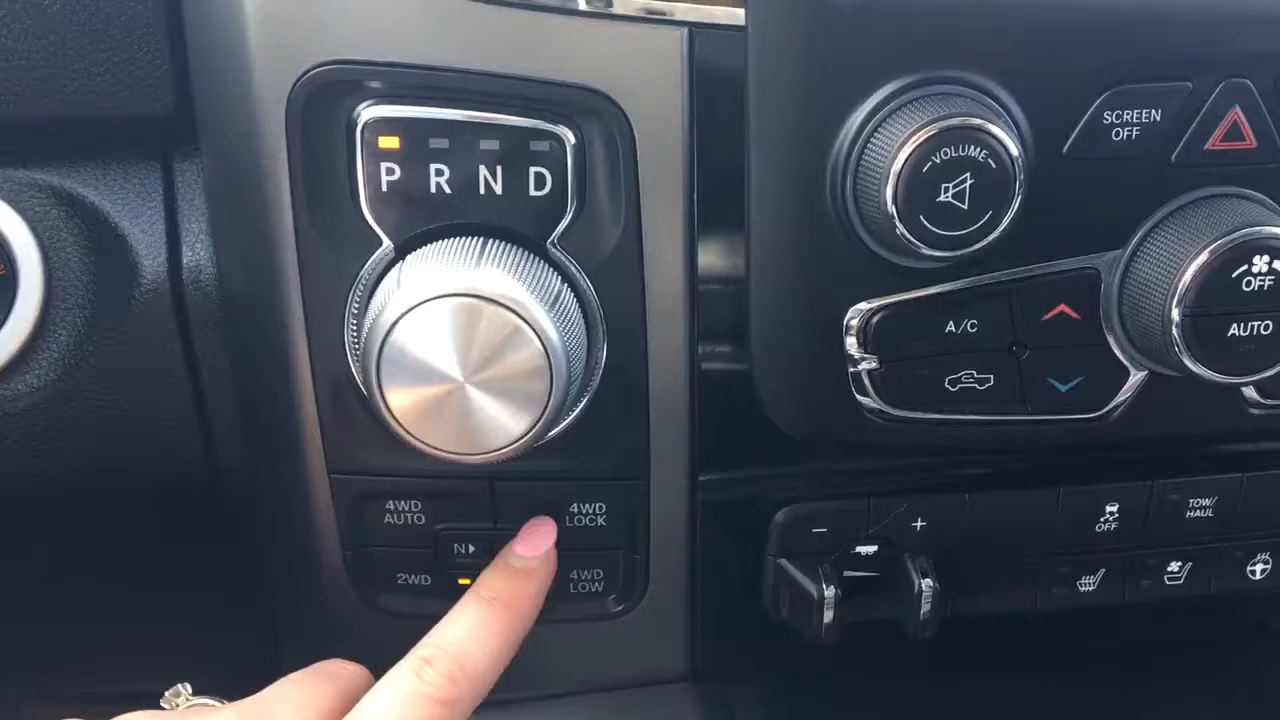 P R N D
4WD
AUTO
4WD
LOCK
N
2WD
4WD
LOW
VOLUME
SCREEN
OFF
A/C
OFF
AUTO
− +
OFF
TOW/
HAUL